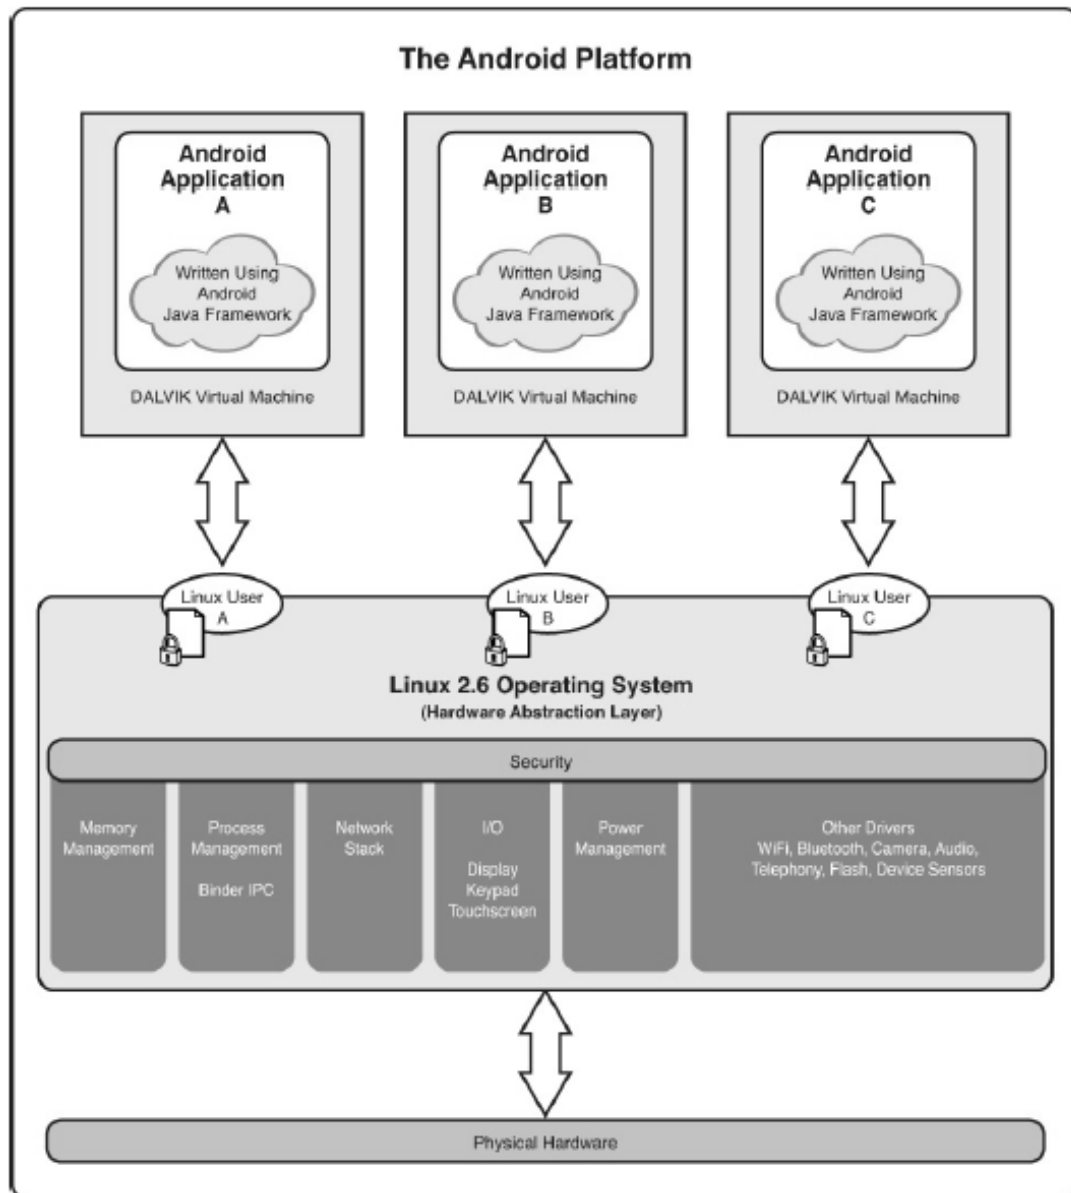 The Android Platform
Android
Application
A
Written Using
Android
Java Framework
DALVIK Virtual Machine
Android
Application
B
Written Using
Android
Java Framework
DALVIK Virtual Machine
Android
Application
C
Written Using
Android
Java Framework
DALVIK Virtual Machine
Linux User
A
Linux User
B
Linux User
C
Linux 2.6 Operating System
(Hardware Abstraction Layer)
Security
Memory
Management
Process
Management
Binder IPC
Network
Stack
I/O
Display
Keypad
Touchscreen
Power
Management
Other Drivers
WiFi, Bluetooth, Camera, Audio,
Telephony, Flash, Device Sensors
Physical Hardware